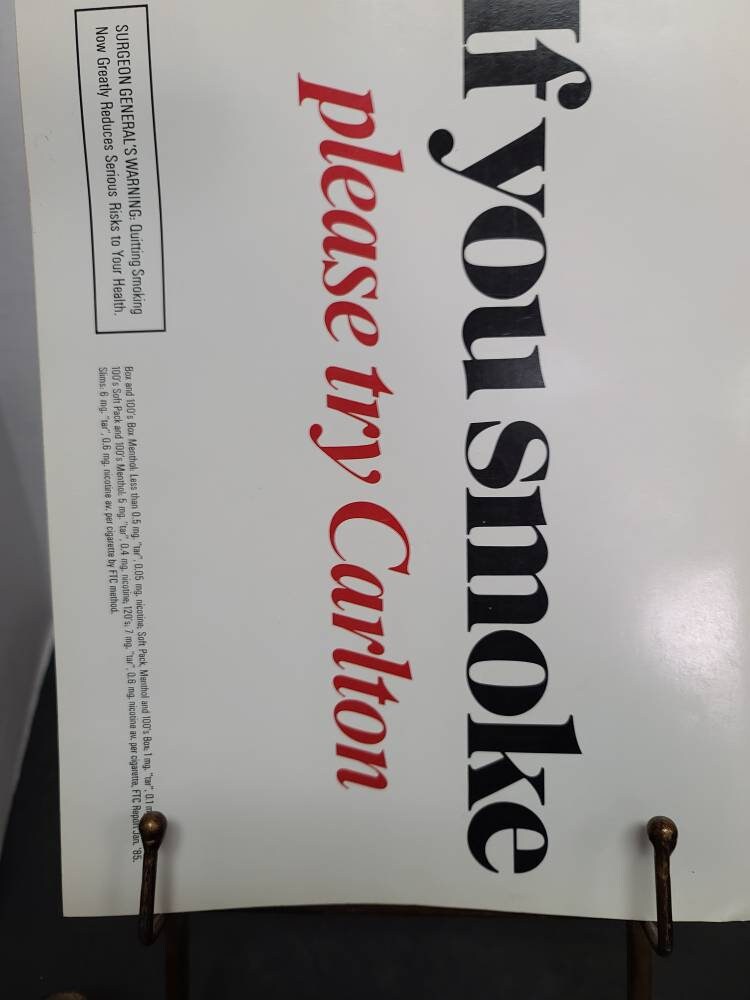 If you smoke
please try Carlton
SURGEON GENERAL'S WARNING: Quitting Smoking
Now Greatly Reduces Serious Risks to Your Health.
Box and 100's Box Menthol: Less than 0.5 mg. "tar", 0.05 mg. nicotine; Soft Pack, Menthol and 100's Box: 1 mg. "tar", 0.1 m
100's Soft Pack and 100's Menthol: 5 mg. "tar", 0.4 mg. nicotine; 120's: 7 mg. "tar", 0.6 mg. nicotine av. per cigarette, FTC Report Jan. '85.
Slims: 6 mg. "tar", 0.6 mg. nicotine av. per cigarette by FTC method.